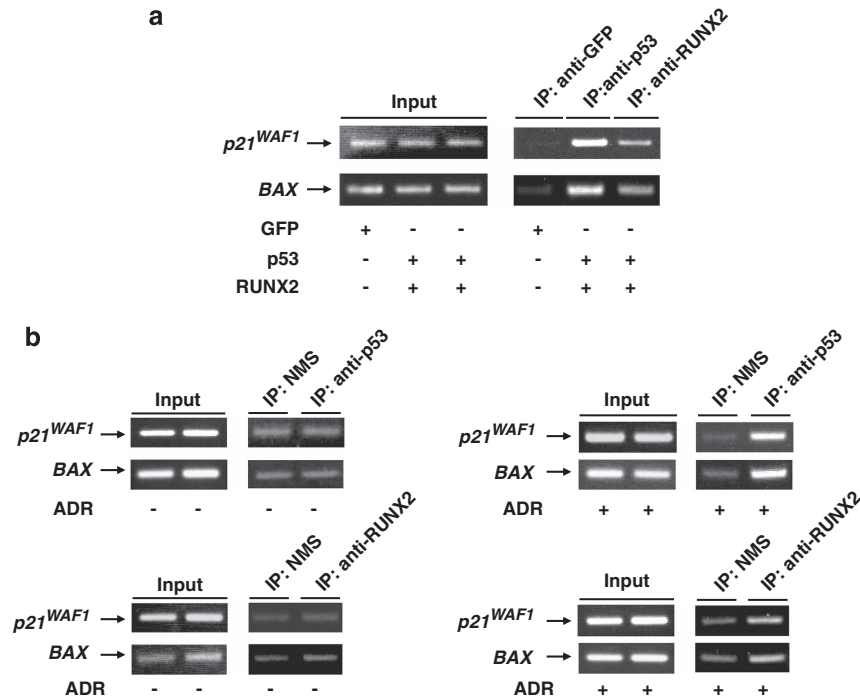 a
Input
IP: anti-GFP
IP:anti-p53
IP: anti-RUNX2
p21WAF1
BAX
GFP + - - + - -
p53 - + + - + +
RUNX2 - + + - + +
b
Input
IP: NMS
IP: anti-p53
p21WAF1
BAX
ADR - - - -
Input
IP: NMS
IP: anti-p53
p21WAF1
BAX
ADR + + + +
Input
IP: NMS
IP: anti-RUNX2
p21WAF1
BAX
ADR - - - -
Input
IP: NMS
IP: anti-RUNX2
p21WAF1
BAX
ADR + + + +